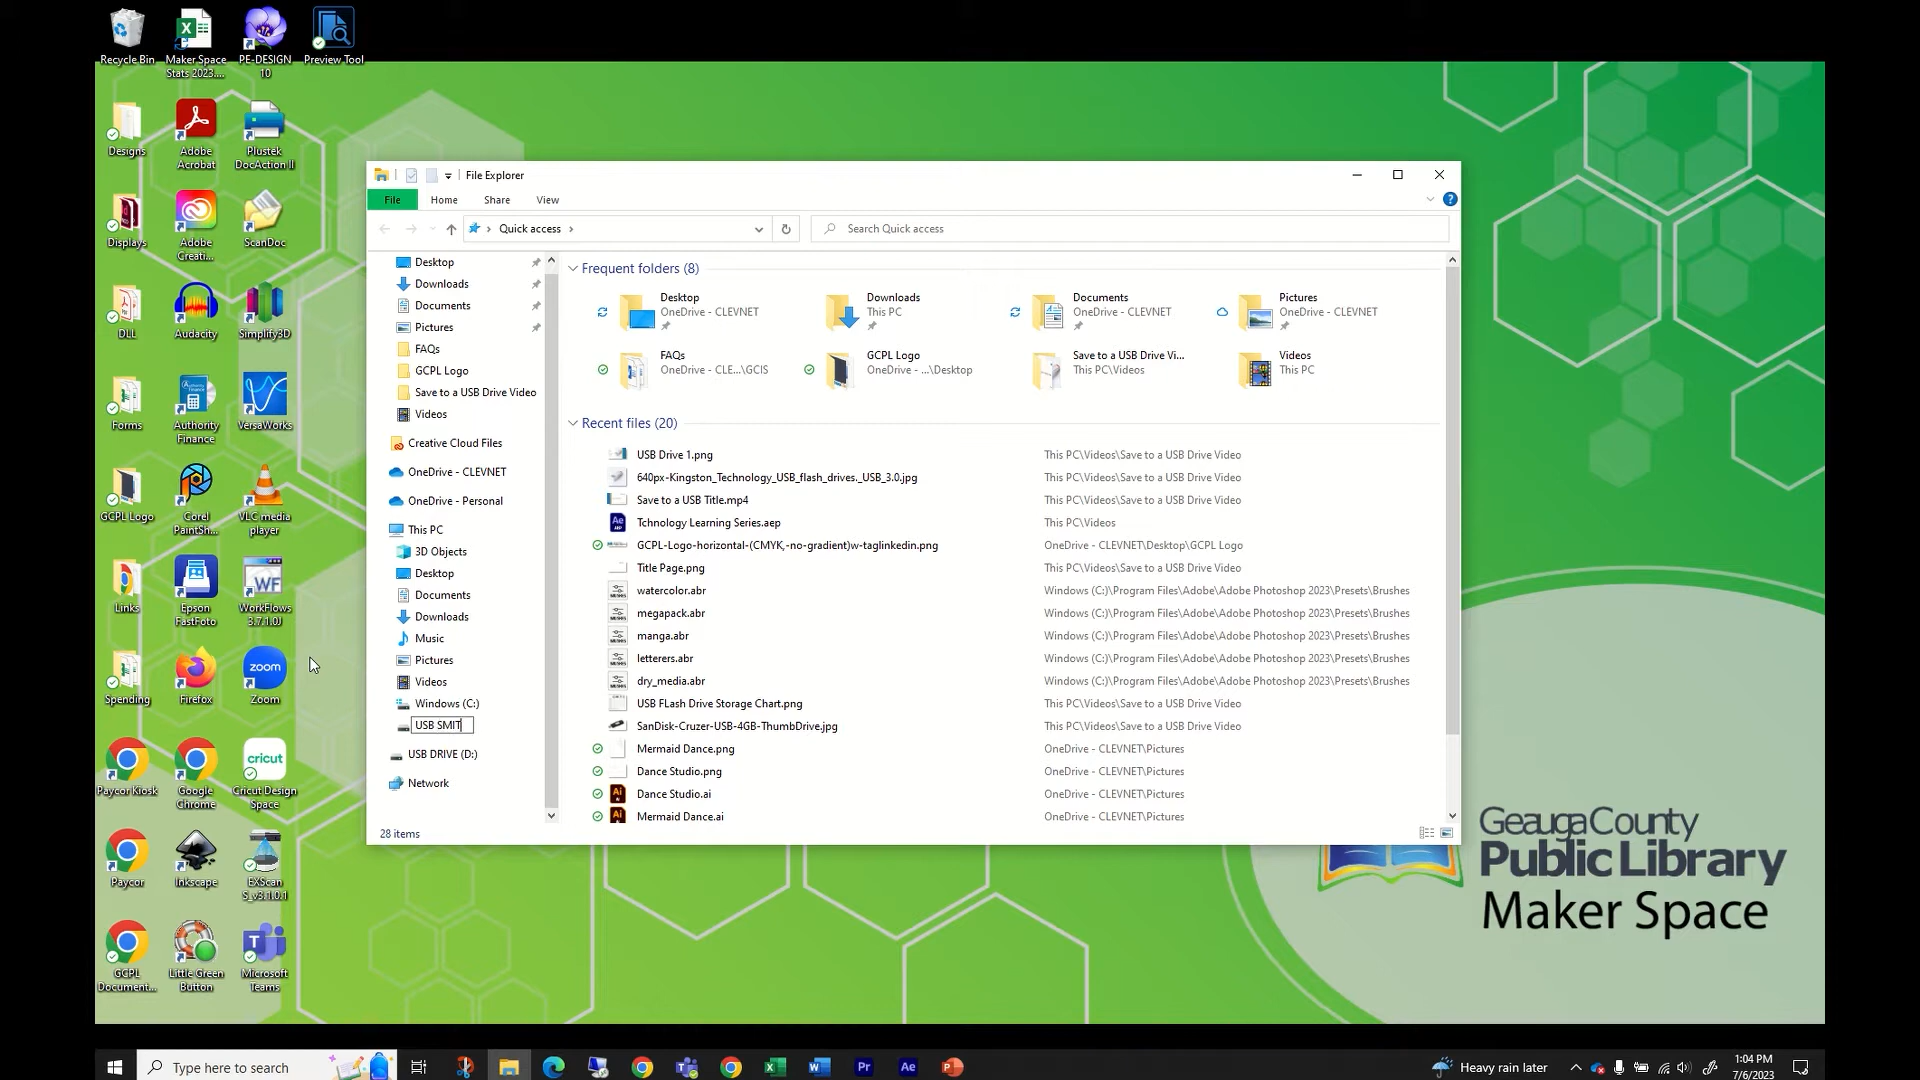 Recycle Bin
Maker Space
Stats 2023....
PE-DESIGN
10
Preview Tool
Designs
Adobe
Acrobat
Plustek
DocAction II
Displays
Adobe
Creati...
ScanDoc
DLL
Audacity
Simplify3D
Forms
Authority
Finance
VersaWorks
GCPL Logo
Corel
PaintSh...
VLC media
player
Links
Epson
FastFoto
WF
WorkFlows
3.7.1.0J
Spending
Firefox
zoom
Zoom
Paycor Kiosk
Google
Chrome
cricut
Cricut Design
Space
Paycor
Inkscape
EXScan
S_v3.1.0.1
GCPL
Document...
Little Green
Button
Microsoft
Teams
File Explorer
File
Home
Share
View
Quick access
Search Quick access
Desktop
Downloads
Documents
Pictures
FAQs
GCPL Logo
Save to a USB Drive Video
Videos
Creative Cloud Files
OneDrive - CLEVNET
OneDrive - Personal
This PC
3D Objects
Desktop
Documents
Downloads
Music
Pictures
Videos
Windows (C:)
USB SMIT
USB DRIVE (D:)
Network
28 items
Frequent folders (8)
Desktop
OneDrive - CLEVNET
Downloads
This PC
Documents
OneDrive - CLEVNET
Pictures
OneDrive - CLEVNET
FAQs
OneDrive - CLE...\GCIS
GCPL Logo
OneDrive - ...\Desktop
Save to a USB Drive Vi...
This PC\Videos
Videos
This PC
Recent files (20)
USB Drive 1.png This PC\Videos\Save to a USB Drive Video
640px-Kingston_Technology_USB_flash_drives._USB_3.0.jpg This PC\Videos\Save to a USB Drive Video
Save to a USB Title.mp4 This PC\Videos\Save to a USB Drive Video
Tchnology Learning Series.aep This PC\Videos
GCPL-Logo-horizontal-(CMYK,-no-gradient)w-taglinkedin.png OneDrive - CLEVNET\Desktop\GCPL Logo
Title Page.png This PC\Videos\Save to a USB Drive Video
watercolor.abr Windows (C:)\Program Files\Adobe\Adobe Photoshop 2023\Presets\Brushes
megapack.abr Windows (C:)\Program Files\Adobe\Adobe Photoshop 2023\Presets\Brushes
manga.abr Windows (C:)\Program Files\Adobe\Adobe Photoshop 2023\Presets\Brushes
letterers.abr Windows (C:)\Program Files\Adobe\Adobe Photoshop 2023\Presets\Brushes
dry_media.abr Windows (C:)\Program Files\Adobe\Adobe Photoshop 2023\Presets\Brushes
USB FLash Drive Storage Chart.png This PC\Videos\Save to a USB Drive Video
SanDisk-Cruzer-USB-4GB-ThumbDrive.jpg This PC\Videos\Save to a USB Drive Video
Mermaid Dance.png OneDrive - CLEVNET\Pictures
Dance Studio.png OneDrive - CLEVNET\Pictures
Dance Studio.ai OneDrive - CLEVNET\Pictures
Mermaid Dance.ai OneDrive - CLEVNET\Pictures
Geauga County
Public Library
Maker Space
Type here to search
Heavy rain later
1:04 PM
7/6/2023